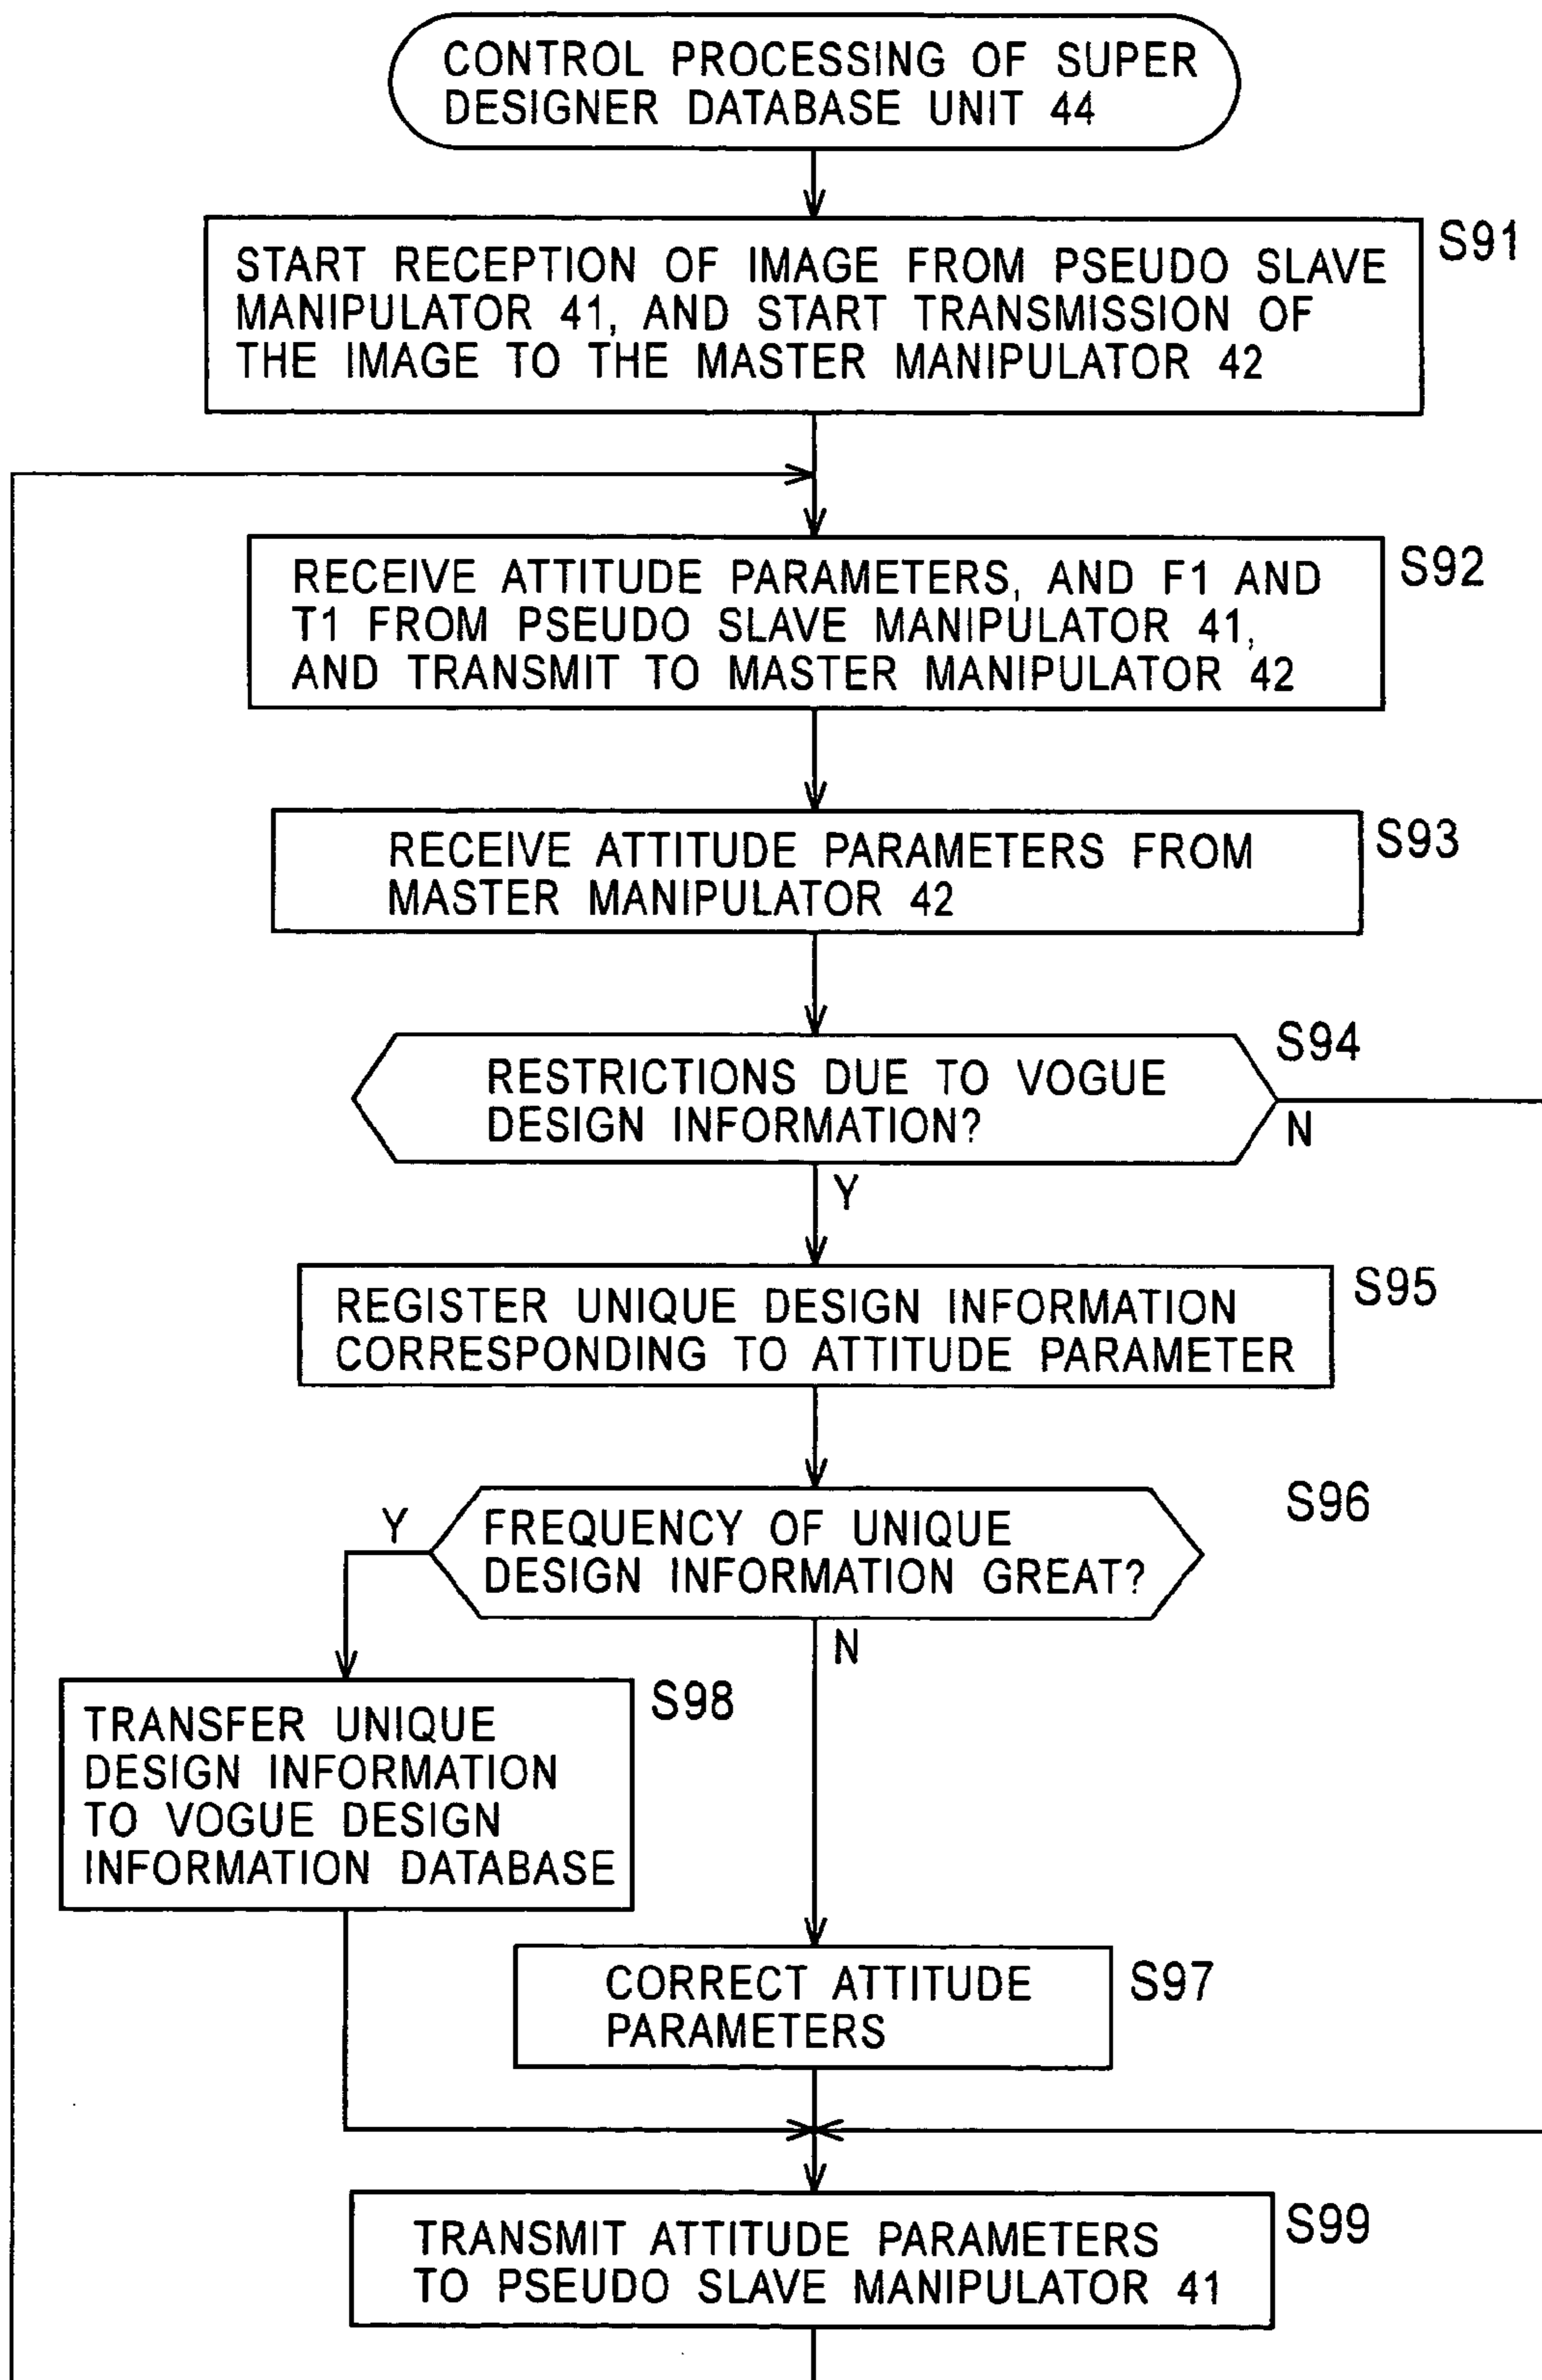 CONTROL PROCESSING OF SUPER
DESIGNER DATABASE UNIT 44
S91
START RECEPTION OF IMAGE FROM PSEUDO SLAVE
MANIPULATOR 41, AND START TRANSMISSION OF
THE IMAGE TO THE MASTER MANIPULATOR 42
S92
RECEIVE ATTITUDE PARAMETERS, AND F1 AND
T1 FROM PSEUDO SLAVE MANIPULATOR 41,
AND TRANSMIT TO MASTER MANIPULATOR 42
S93
RECEIVE ATTITUDE PARAMETERS FROM
MASTER MANIPULATOR 42
S94
RESTRICTIONS DUE TO VOGUE
DESIGN INFORMATION?
N
Y
S95
REGISTER UNIQUE DESIGN INFORMATION
CORRESPONDING TO ATTITUDE PARAMETER
S96
Y
FREQUENCY OF UNIQUE
DESIGN INFORMATION GREAT?
N
S98
TRANSFER UNIQUE
DESIGN INFORMATION
TO VOGUE DESIGN
INFORMATION DATABASE
CORRECT ATTITUDE
PARAMETERS
S97
S99
TRANSMIT ATTITUDE PARAMETERS
TO PSEUDO SLAVE MANIPULATOR 41